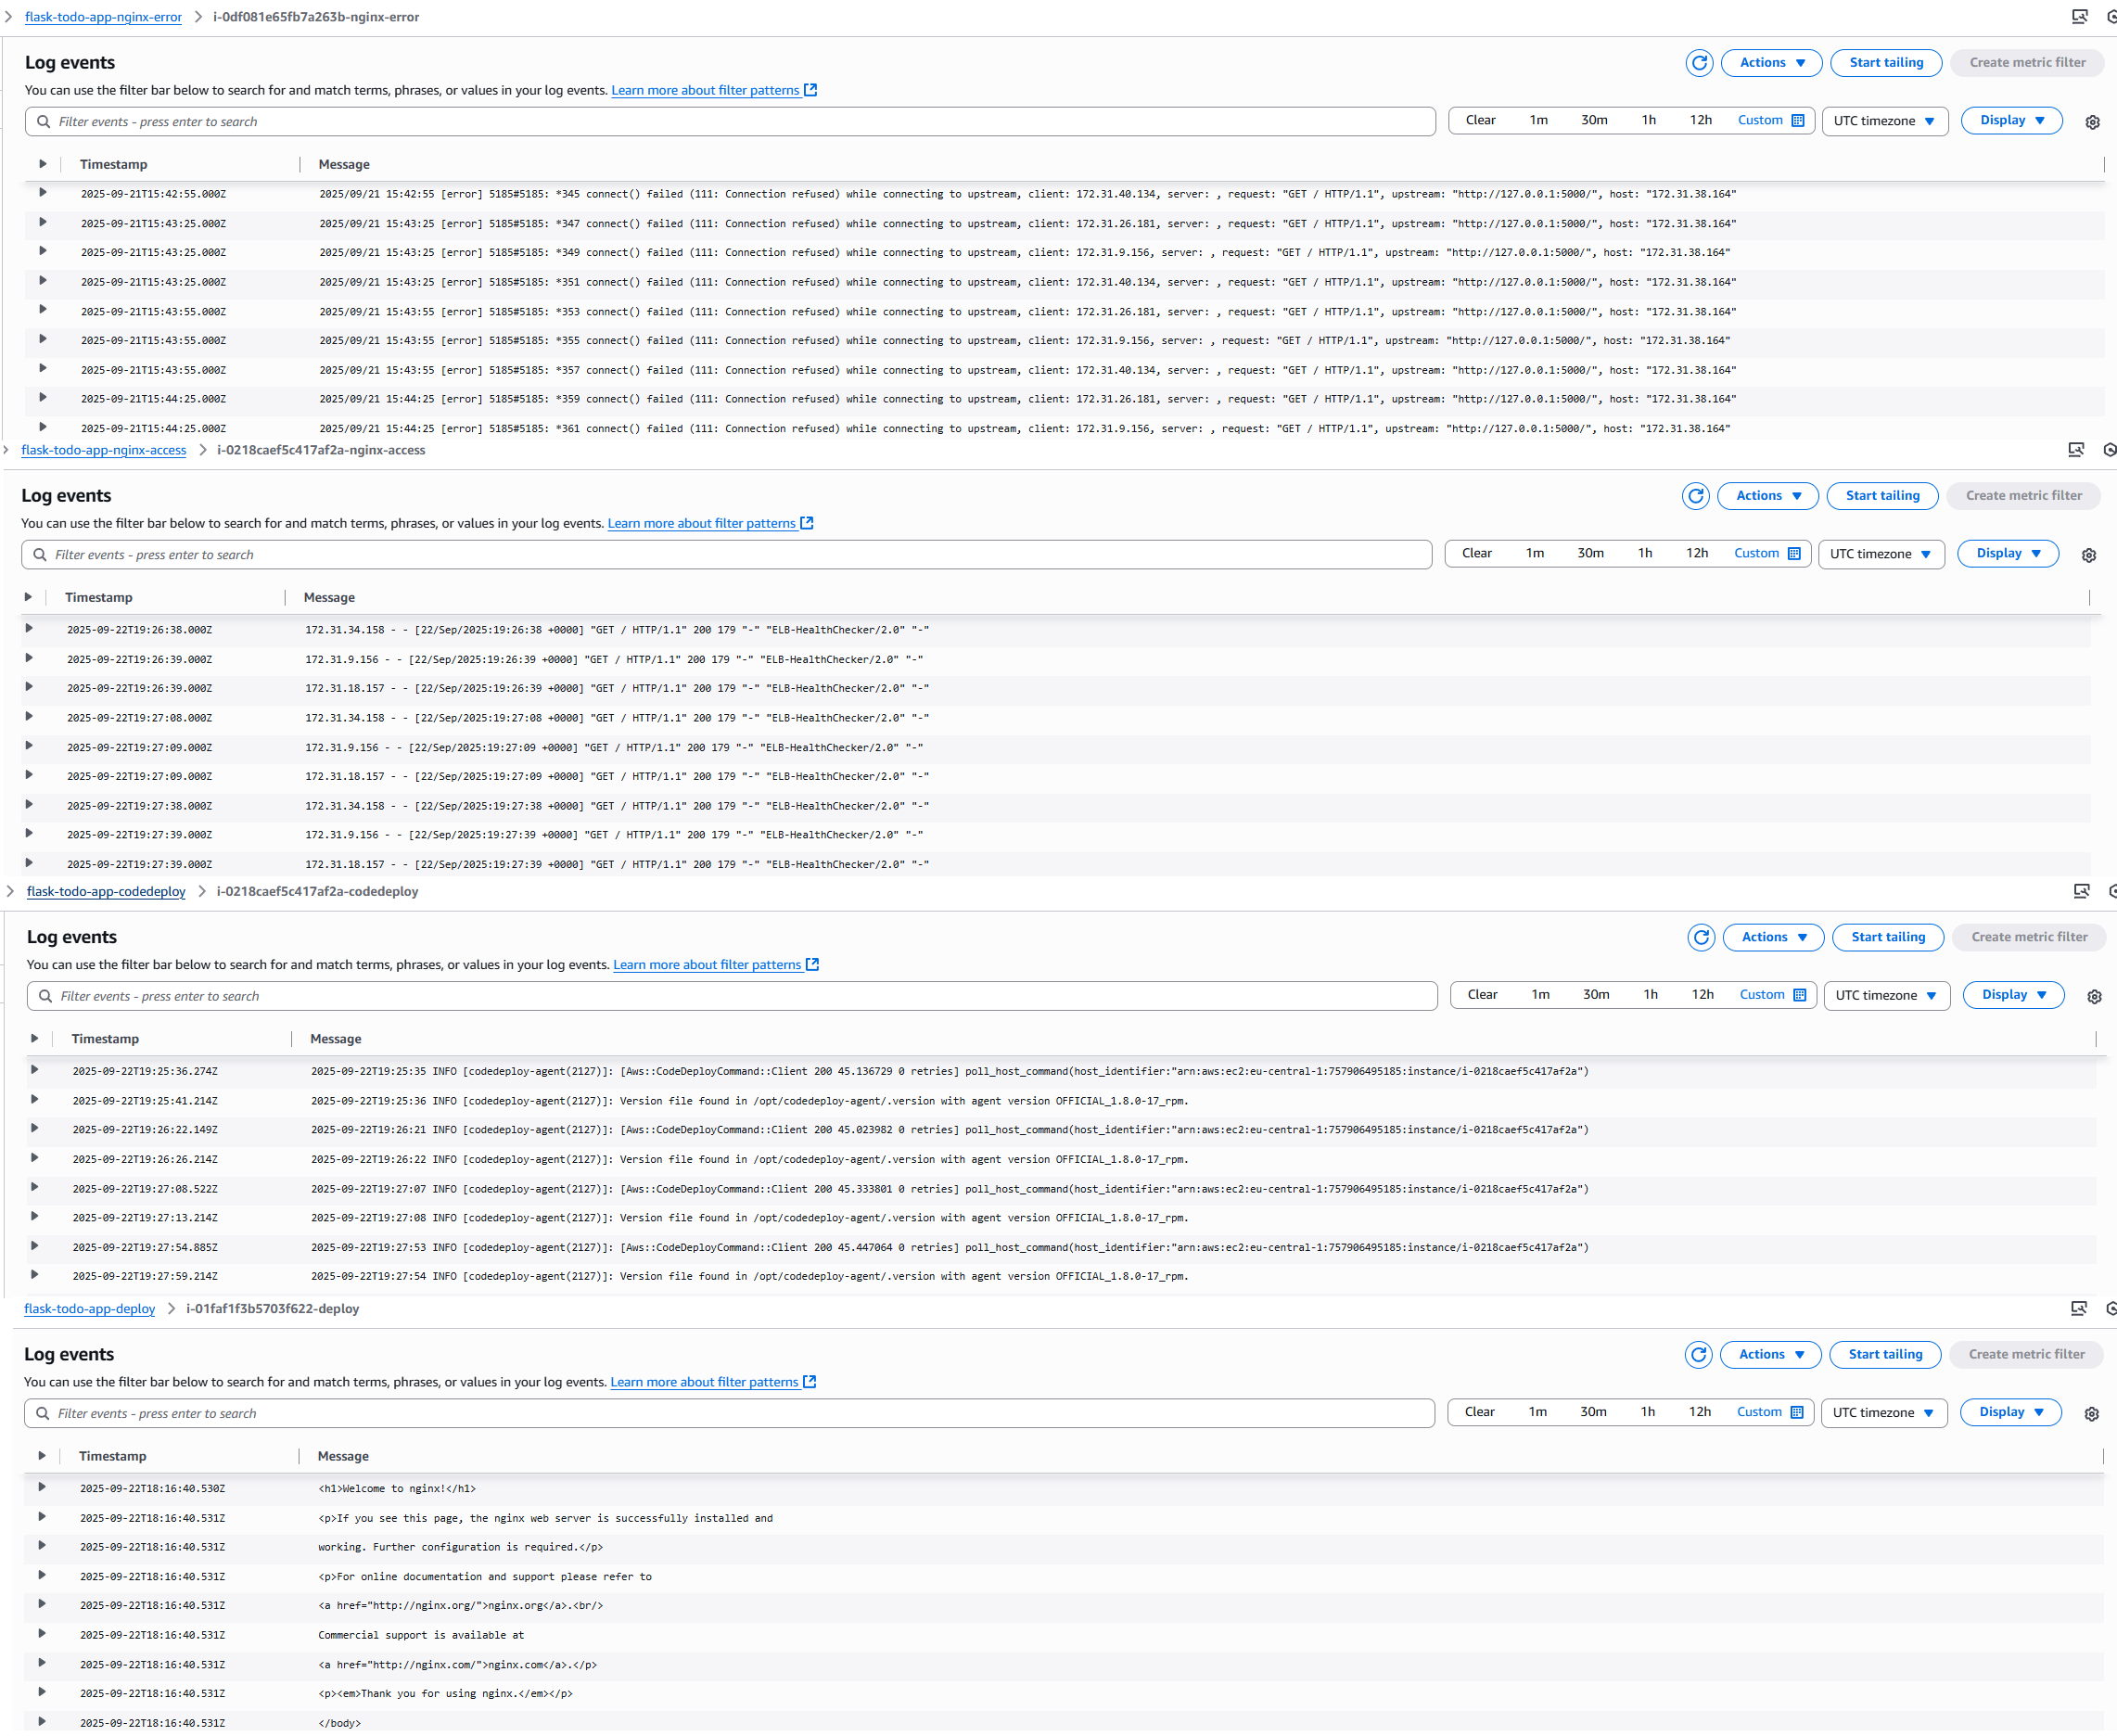 flask-todo-app-nginx-error > i-0df081e65fb7a263b-nginx-error
Log events
Actions Start tailing Create metric filter
You can use the filter bar below to search for and match terms, phrases, or values in your log events. Learn more about filter patterns
Filter events - press enter to search Clear 1m 30m 1h 12h Custom UTC timezone Display
Timestamp Message
2025-09-21T15:42:55.000Z 2025/09/21 15:42:55 [error] 5185#5185: *345 connect() failed (111: Connection refused) while connecting to upstream, client: 172.31.40.134, server: , request: "GET / HTTP/1.1", upstream: "http://127.0.0.1:5000/", host: "172.31.38.164"
2025-09-21T15:43:25.000Z 2025/09/21 15:43:25 [error] 5185#5185: *347 connect() failed (111: Connection refused) while connecting to upstream, client: 172.31.26.181, server: , request: "GET / HTTP/1.1", upstream: "http://127.0.0.1:5000/", host: "172.31.38.164"
2025-09-21T15:43:25.000Z 2025/09/21 15:43:25 [error] 5185#5185: *349 connect() failed (111: Connection refused) while connecting to upstream, client: 172.31.9.156, server: , request: "GET / HTTP/1.1", upstream: "http://127.0.0.1:5000/", host: "172.31.38.164"
2025-09-21T15:43:25.000Z 2025/09/21 15:43:25 [error] 5185#5185: *351 connect() failed (111: Connection refused) while connecting to upstream, client: 172.31.40.134, server: , request: "GET / HTTP/1.1", upstream: "http://127.0.0.1:5000/", host: "172.31.38.164"
2025-09-21T15:43:55.000Z 2025/09/21 15:43:55 [error] 5185#5185: *353 connect() failed (111: Connection refused) while connecting to upstream, client: 172.31.26.181, server: , request: "GET / HTTP/1.1", upstream: "http://127.0.0.1:5000/", host: "172.31.38.164"
2025-09-21T15:43:55.000Z 2025/09/21 15:43:55 [error] 5185#5185: *355 connect() failed (111: Connection refused) while connecting to upstream, client: 172.31.9.156, server: , request: "GET / HTTP/1.1", upstream: "http://127.0.0.1:5000/", host: "172.31.38.164"
2025-09-21T15:43:55.000Z 2025/09/21 15:43:55 [error] 5185#5185: *357 connect() failed (111: Connection refused) while connecting to upstream, client: 172.31.40.134, server: , request: "GET / HTTP/1.1", upstream: "http://127.0.0.1:5000/", host: "172.31.38.164"
2025-09-21T15:44:25.000Z 2025/09/21 15:44:25 [error] 5185#5185: *359 connect() failed (111: Connection refused) while connecting to upstream, client: 172.31.26.181, server: , request: "GET / HTTP/1.1", upstream: "http://127.0.0.1:5000/", host: "172.31.38.164"
2025-09-21T15:44:25.000Z 2025/09/21 15:44:25 [error] 5185#5185: *361 connect() failed (111: Connection refused) while connecting to upstream, client: 172.31.9.156, server: , request: "GET / HTTP/1.1", upstream: "http://127.0.0.1:5000/", host: "172.31.38.164"
flask-todo-app-nginx-access > i-0218caef5c417af2a-nginx-access
Log events
Actions Start tailing Create metric filter
You can use the filter bar below to search for and match terms, phrases, or values in your log events. Learn more about filter patterns
Filter events - press enter to search Clear 1m 30m 1h 12h Custom UTC timezone Display
Timestamp Message
2025-09-22T19:26:38.000Z 172.31.34.158 - - [22/Sep/2025:19:26:38 +0000] "GET / HTTP/1.1" 200 179 "-" "ELB-HealthChecker/2.0" "-"
2025-09-22T19:26:39.000Z 172.31.9.156 - - [22/Sep/2025:19:26:39 +0000] "GET / HTTP/1.1" 200 179 "-" "ELB-HealthChecker/2.0" "-"
2025-09-22T19:26:39.000Z 172.31.18.157 - - [22/Sep/2025:19:26:39 +0000] "GET / HTTP/1.1" 200 179 "-" "ELB-HealthChecker/2.0" "-"
2025-09-22T19:27:08.000Z 172.31.34.158 - - [22/Sep/2025:19:27:08 +0000] "GET / HTTP/1.1" 200 179 "-" "ELB-HealthChecker/2.0" "-"
2025-09-22T19:27:09.000Z 172.31.9.156 - - [22/Sep/2025:19:27:09 +0000] "GET / HTTP/1.1" 200 179 "-" "ELB-HealthChecker/2.0" "-"
2025-09-22T19:27:09.000Z 172.31.18.157 - - [22/Sep/2025:19:27:09 +0000] "GET / HTTP/1.1" 200 179 "-" "ELB-HealthChecker/2.0" "-"
2025-09-22T19:27:38.000Z 172.31.34.158 - - [22/Sep/2025:19:27:38 +0000] "GET / HTTP/1.1" 200 179 "-" "ELB-HealthChecker/2.0" "-"
2025-09-22T19:27:39.000Z 172.31.9.156 - - [22/Sep/2025:19:27:39 +0000] "GET / HTTP/1.1" 200 179 "-" "ELB-HealthChecker/2.0" "-"
2025-09-22T19:27:39.000Z 172.31.18.157 - - [22/Sep/2025:19:27:39 +0000] "GET / HTTP/1.1" 200 179 "-" "ELB-HealthChecker/2.0" "-"
flask-todo-app-codedeploy > i-0218caef5c417af2a-codedeploy
Log events
Actions Start tailing Create metric filter
You can use the filter bar below to search for and match terms, phrases, or values in your log events. Learn more about filter patterns
Filter events - press enter to search Clear 1m 30m 1h 12h Custom UTC timezone Display
Timestamp Message
2025-09-22T19:25:36.274Z 2025-09-22T19:25:35 INFO [codedeploy-agent(2127)]: [Aws::CodeDeployCommand::Client 200 45.136729 0 retries] poll_host_command(host_identifier:"arn:aws:ec2:eu-central-1:757906495185:instance/i-0218caef5c417af2a")
2025-09-22T19:25:41.214Z 2025-09-22T19:25:36 INFO [codedeploy-agent(2127)]: Version file found in /opt/codedeploy-agent/.version with agent version OFFICIAL_1.8.0-17_rpm.
2025-09-22T19:26:22.149Z 2025-09-22T19:26:21 INFO [codedeploy-agent(2127)]: [Aws::CodeDeployCommand::Client 200 45.023982 0 retries] poll_host_command(host_identifier:"arn:aws:ec2:eu-central-1:757906495185:instance/i-0218caef5c417af2a")
2025-09-22T19:26:26.214Z 2025-09-22T19:26:22 INFO [codedeploy-agent(2127)]: Version file found in /opt/codedeploy-agent/.version with agent version OFFICIAL_1.8.0-17_rpm.
2025-09-22T19:27:08.522Z 2025-09-22T19:27:07 INFO [codedeploy-agent(2127)]: [Aws::CodeDeployCommand::Client 200 45.333801 0 retries] poll_host_command(host_identifier:"arn:aws:ec2:eu-central-1:757906495185:instance/i-0218caef5c417af2a")
2025-09-22T19:27:13.214Z 2025-09-22T19:27:08 INFO [codedeploy-agent(2127)]: Version file found in /opt/codedeploy-agent/.version with agent version OFFICIAL_1.8.0-17_rpm.
2025-09-22T19:27:54.885Z 2025-09-22T19:27:53 INFO [codedeploy-agent(2127)]: [Aws::CodeDeployCommand::Client 200 45.447064 0 retries] poll_host_command(host_identifier:"arn:aws:ec2:eu-central-1:757906495185:instance/i-0218caef5c417af2a")
2025-09-22T19:27:59.214Z 2025-09-22T19:27:54 INFO [codedeploy-agent(2127)]: Version file found in /opt/codedeploy-agent/.version with agent version OFFICIAL_1.8.0-17_rpm.
flask-todo-app-deploy > i-01faf1f3b5703f622-deploy
Log events
Actions Start tailing Create metric filter
You can use the filter bar below to search for and match terms, phrases, or values in your log events. Learn more about filter patterns
Filter events - press enter to search Clear 1m 30m 1h 12h Custom UTC timezone Display
Timestamp Message
2025-09-22T18:16:40.530Z <h1>Welcome to nginx!</h1>
2025-09-22T18:16:40.531Z <p>If you see this page, the nginx web server is successfully installed and
2025-09-22T18:16:40.531Z working. Further configuration is required.</p>
2025-09-22T18:16:40.531Z <p>For online documentation and support please refer to
2025-09-22T18:16:40.531Z <a href="http://nginx.org/">nginx.org</a>.<br/>
2025-09-22T18:16:40.531Z Commercial support is available at
2025-09-22T18:16:40.531Z <a href="http://nginx.com/">nginx.com</a>.</p>
2025-09-22T18:16:40.531Z <p><em>Thank you for using nginx.</em></p>
2025-09-22T18:16:40.531Z </body>